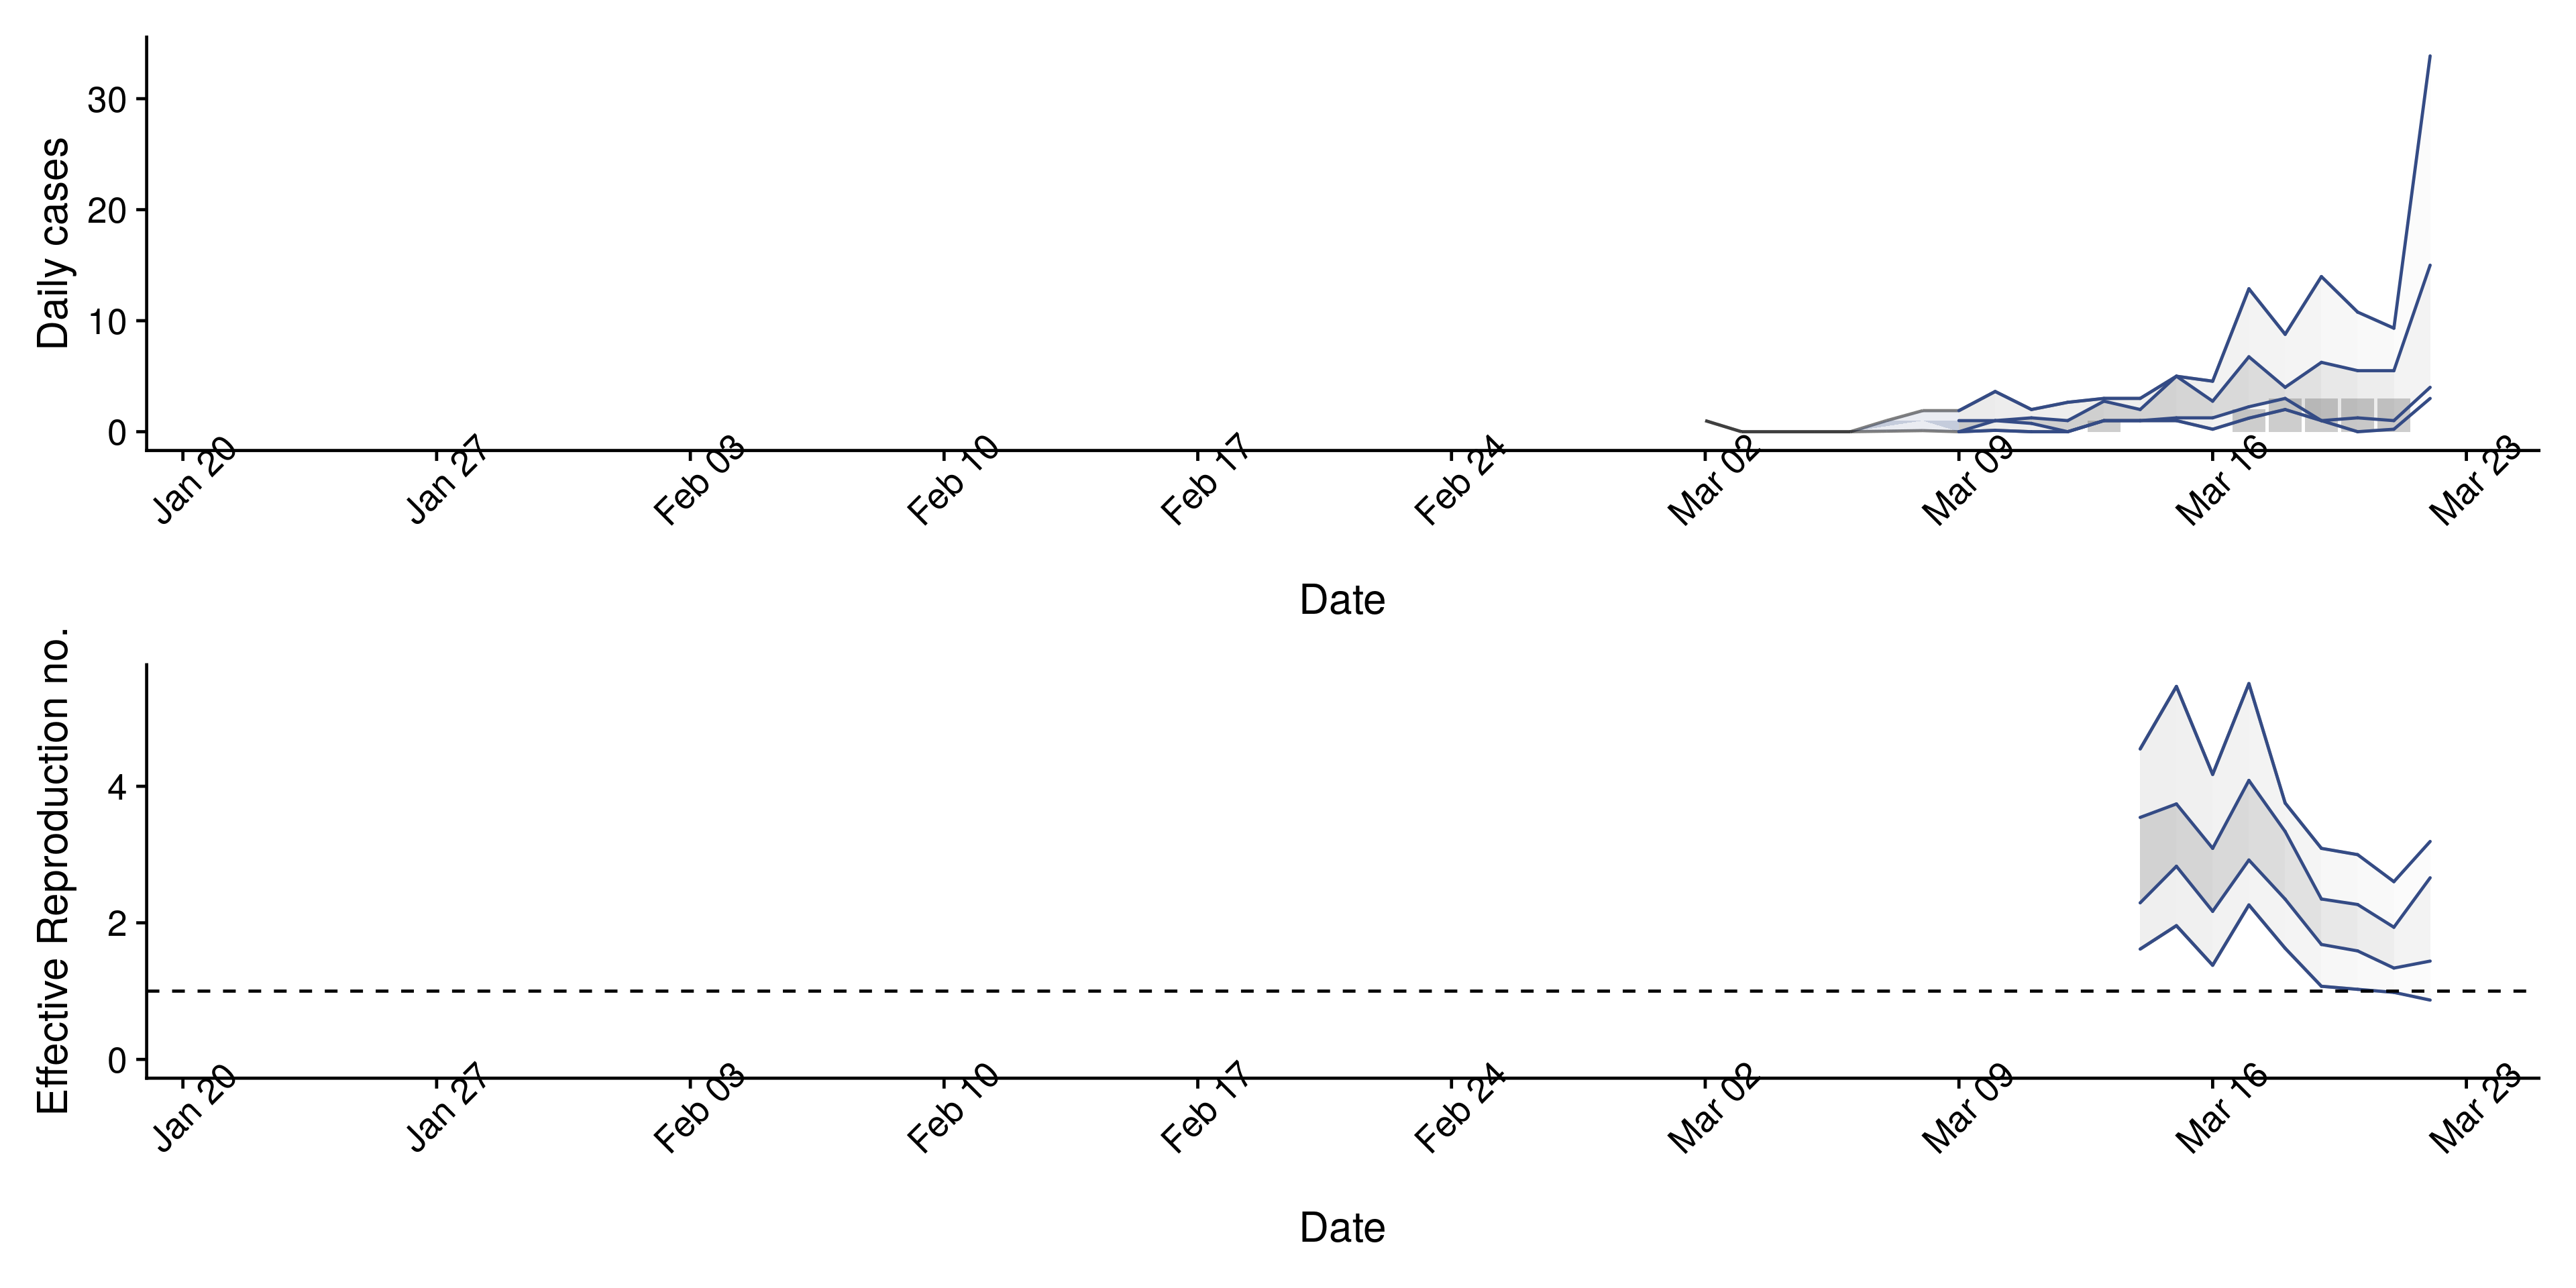 Daily cases
30
20
10
0
Jan 20
Jan 27
Feb 03
Feb 10
Feb 17
Feb 24
Mar 02
Mar 09
Mar 16
Mar 23
Date
Effective Reproduction no.
4
2
0
Jan 20
Jan 27
Feb 03
Feb 10
Feb 17
Feb 24
Mar 02
Mar 09
Mar 16
Mar 23
Date